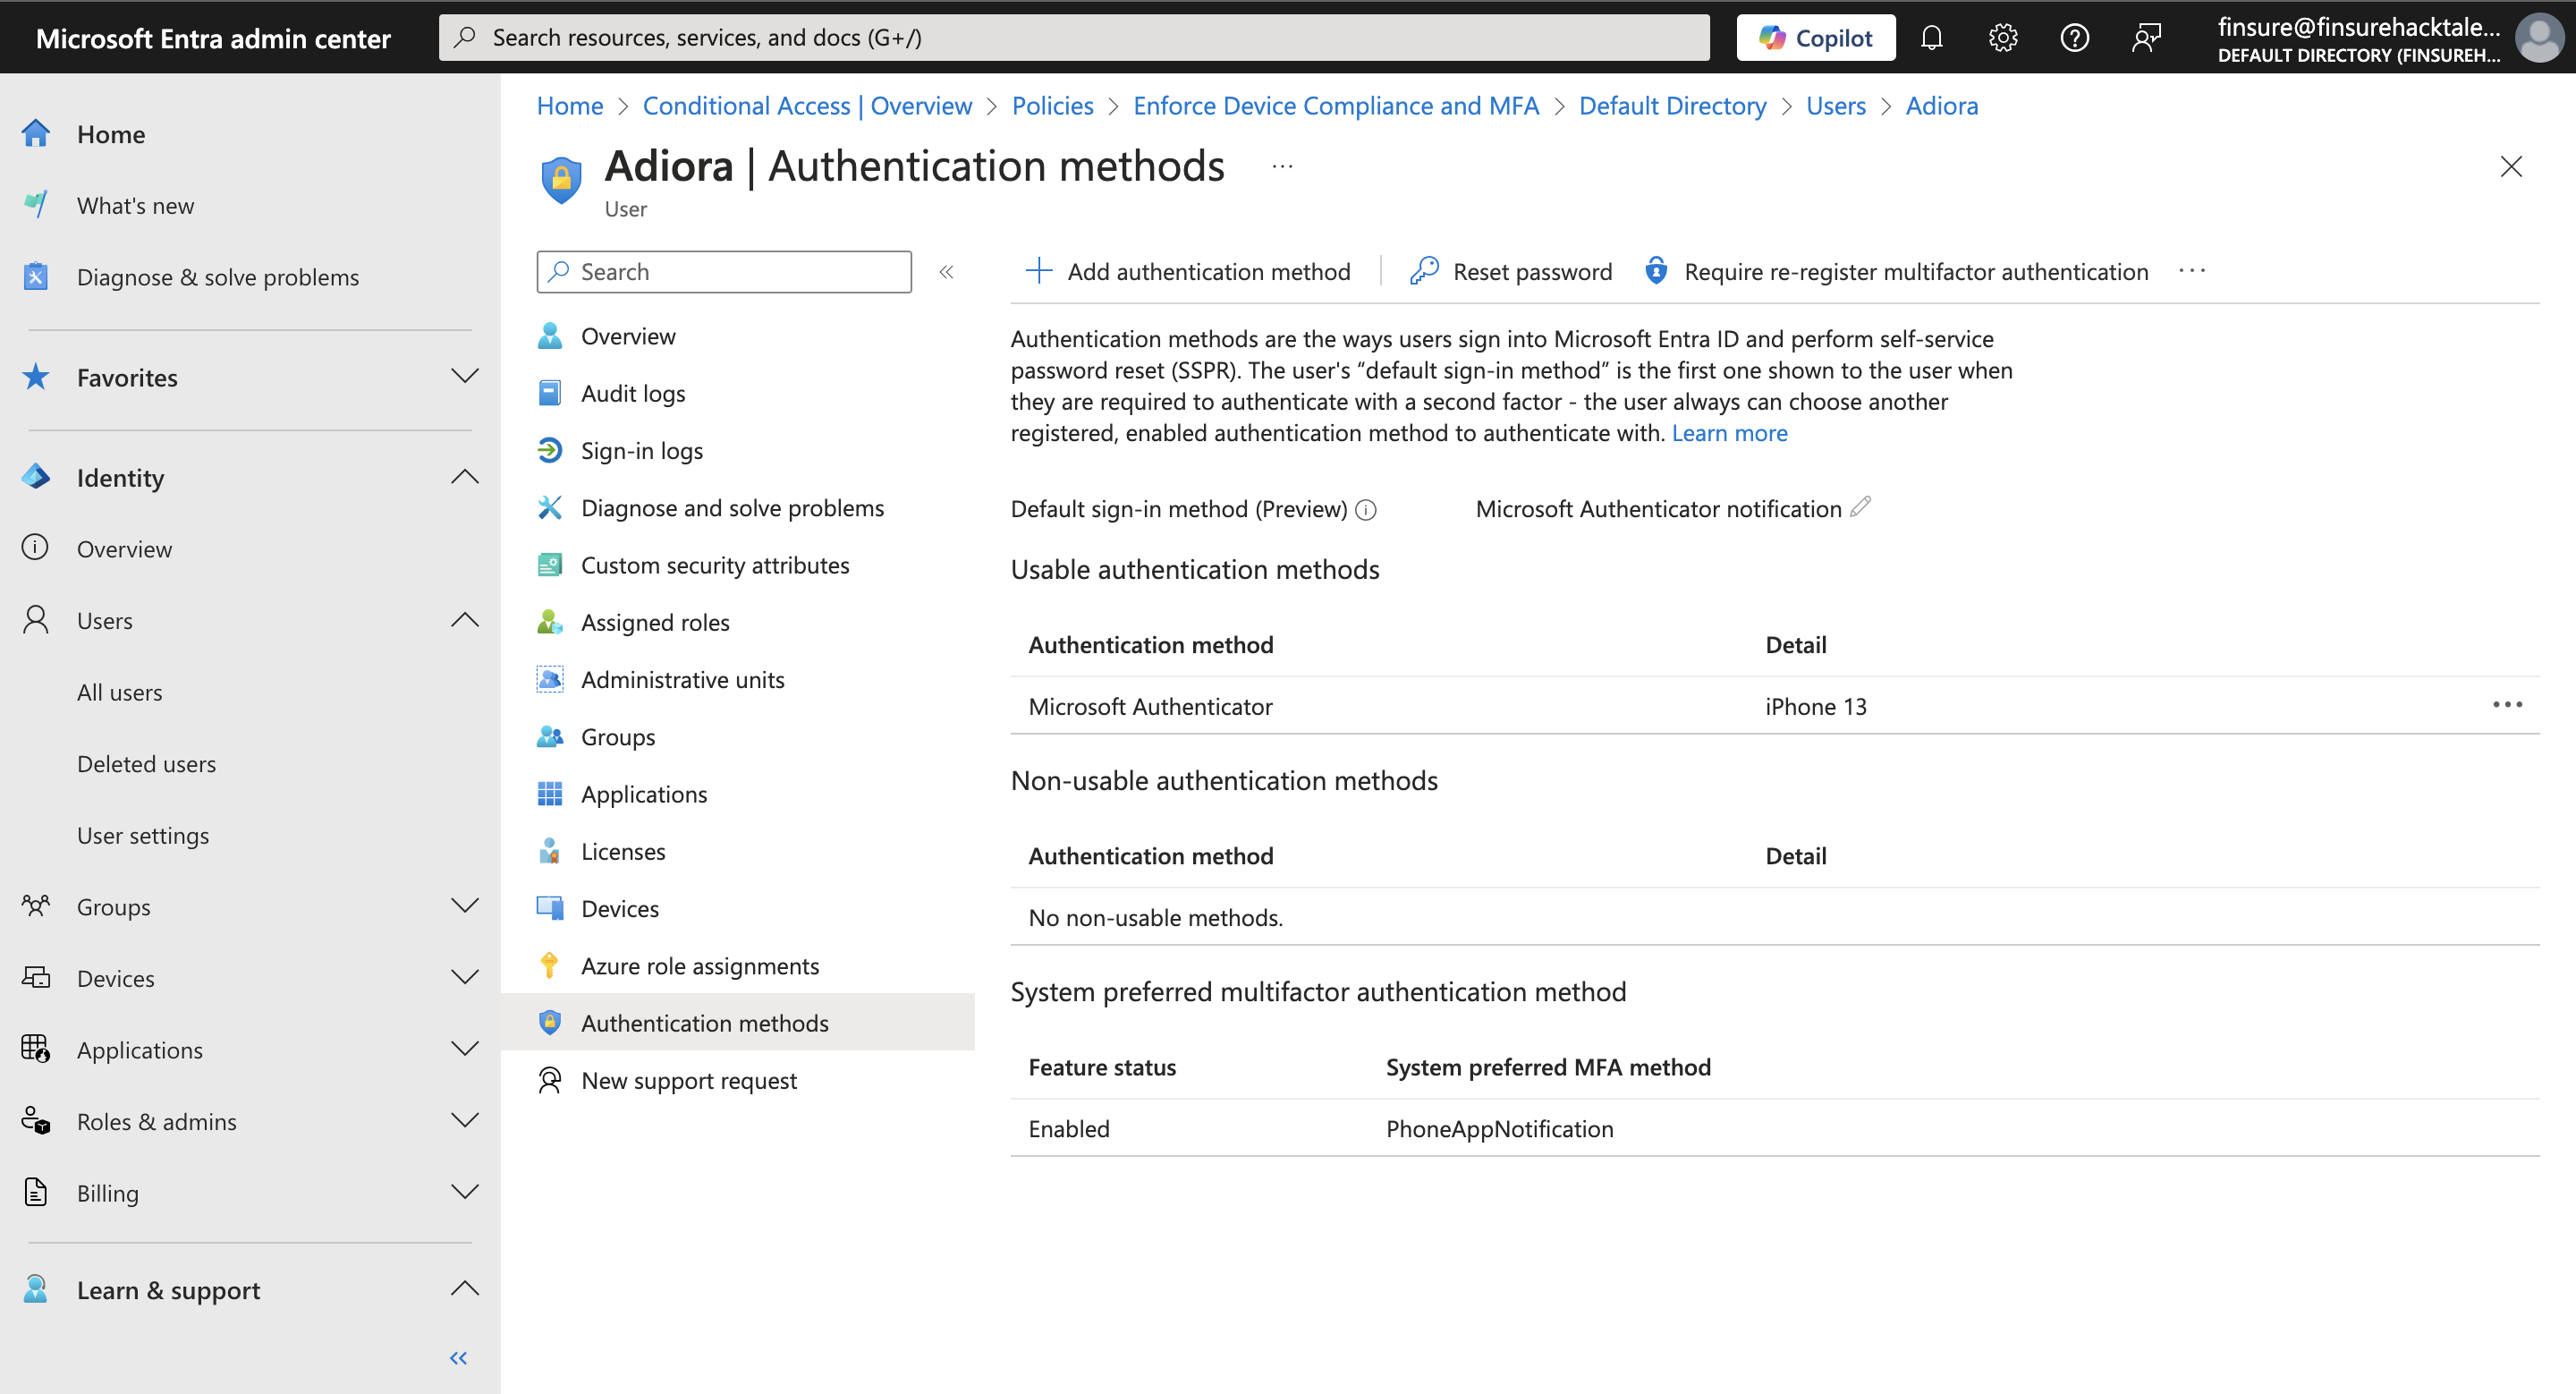 Microsoft Entra admin center
Search resources, services, and docs (G+/)
Copilot
finsure@finsurehacktale...
DEFAULT DIRECTORY (FINSUREH...
Home
What's new
Diagnose & solve problems
Favorites
Identity
Overview
Users
All users
Deleted users
User settings
Groups
Devices
Applications
Roles & admins
Billing
Learn & support
Home > Conditional Access | Overview > Policies > Enforce Device Compliance and MFA > Default Directory > Users > Adiora
Adiora | Authentication methods ...
User
Search
Overview
Audit logs
Sign-in logs
Diagnose and solve problems
Custom security attributes
Assigned roles
Administrative units
Groups
Applications
Licenses
Devices
Azure role assignments
Authentication methods
New support request
Add authentication method | Reset password Require re-register multifactor authentication ...
Authentication methods are the ways users sign into Microsoft Entra ID and perform self-service
password reset (SSPR). The user's “default sign-in method” is the first one shown to the user when
they are required to authenticate with a second factor - the user always can choose another
registered, enabled authentication method to authenticate with. Learn more
Default sign-in method (Preview) Microsoft Authenticator notification
Usable authentication methods
Authentication method Detail
Microsoft Authenticator iPhone 13
Non-usable authentication methods
Authentication method Detail
No non-usable methods.
System preferred multifactor authentication method
Feature status System preferred MFA method
Enabled PhoneAppNotification